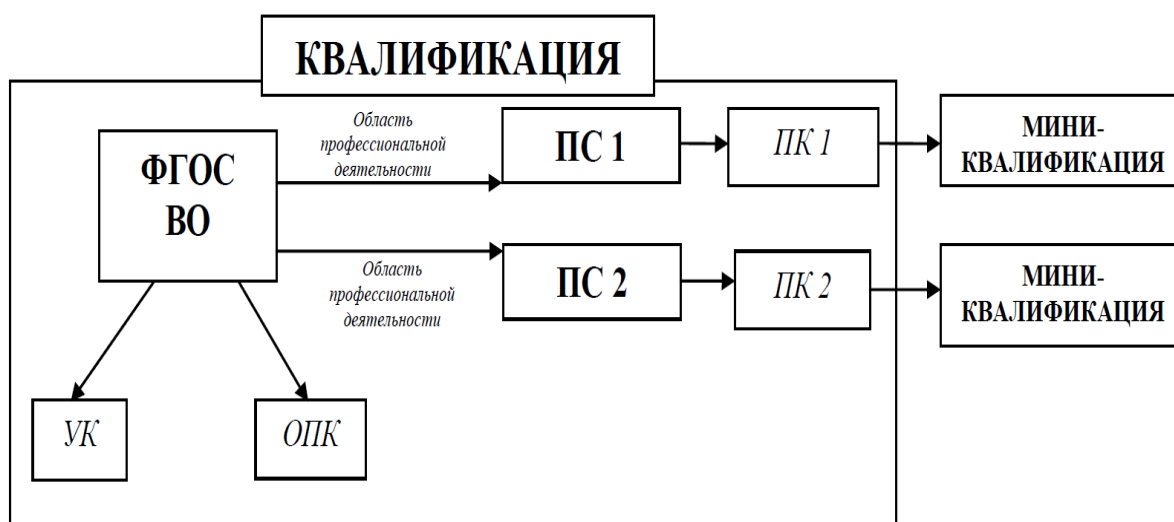 КВАЛИФИКАЦИЯ
Область
профессиональной
деятельности
ФГОС
ВО
ПС 1
ПК 1
МИНИ-
КВАЛИФИКАЦИЯ
Область
профессиональной
деятельности
ПС 2
ПК 2
МИНИ-
КВАЛИФИКАЦИЯ
УК
ОПК